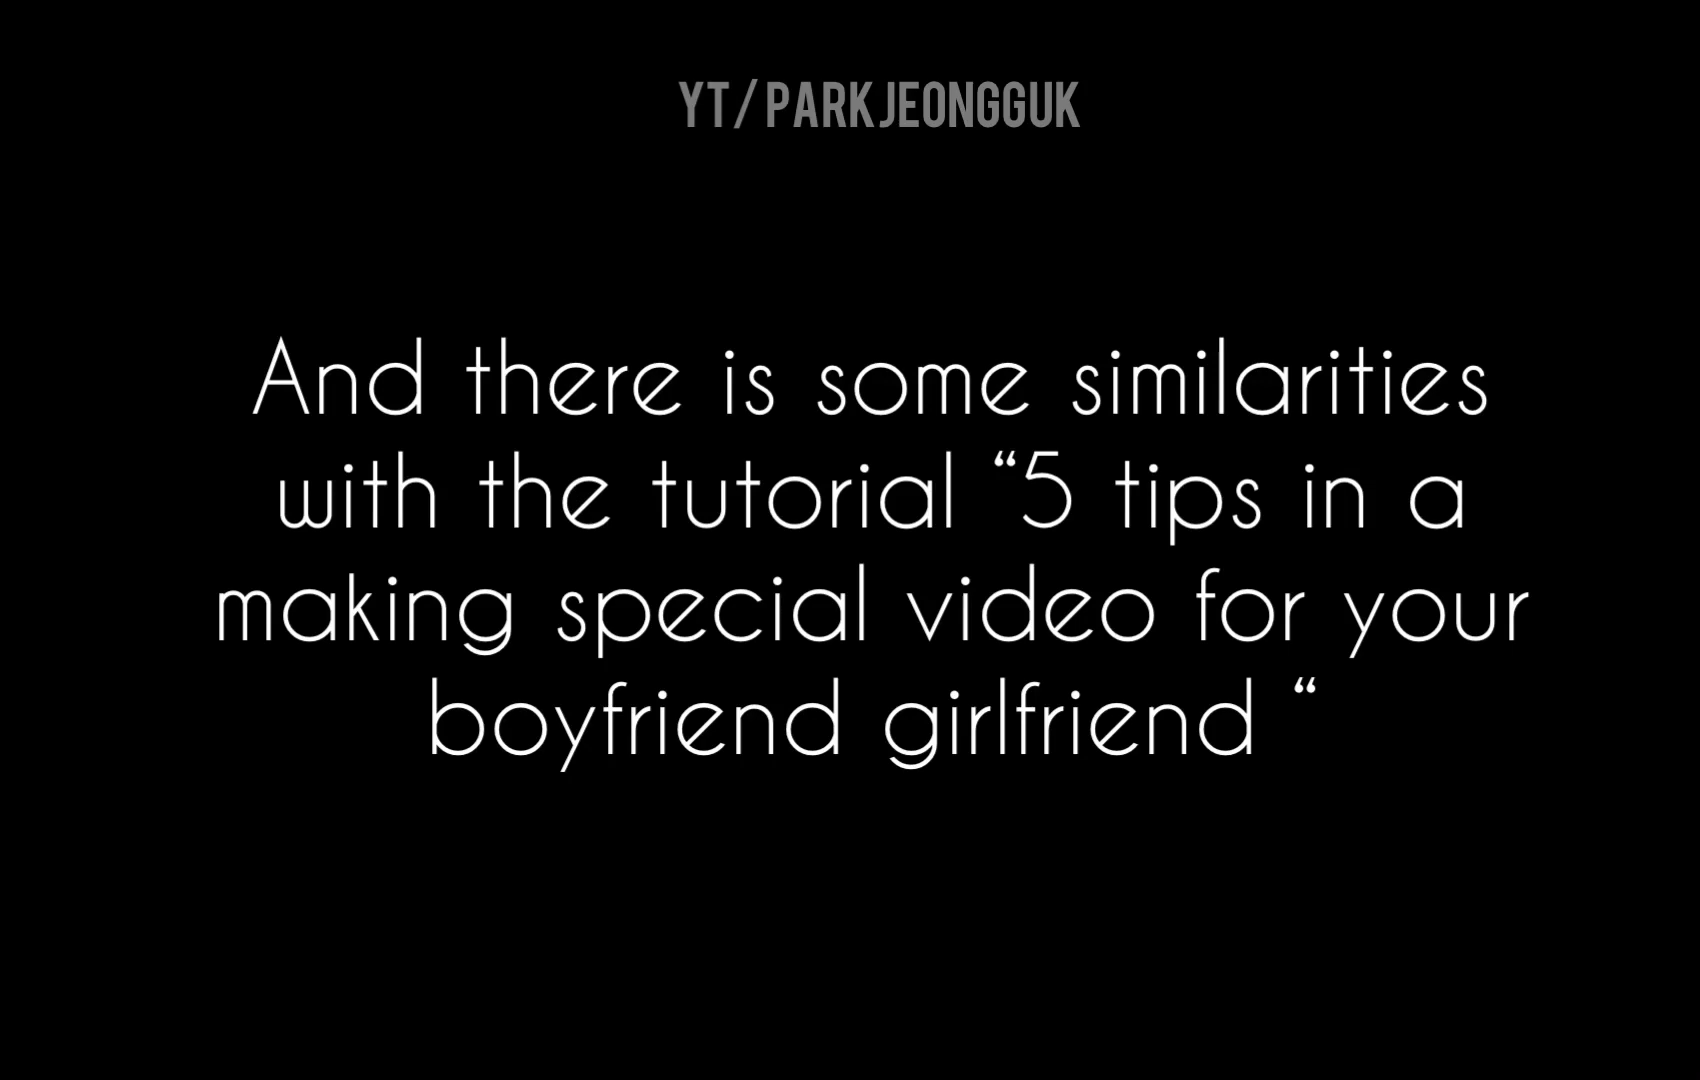 YT/PARKJEONGGUK
And there is some similarities
with the tutorial “5 tips in a
making special video for your
boyfriend girlfriend “